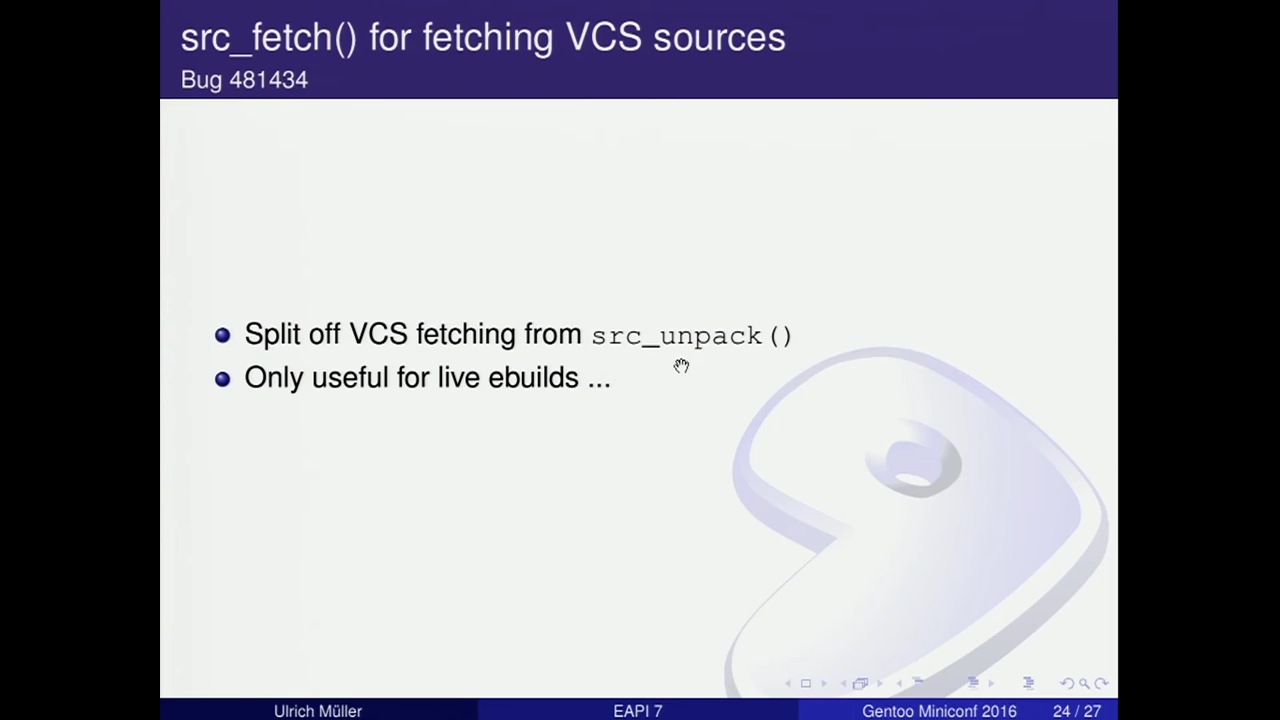 src_fetch() for fetching VCS sources
Bug 481434
Split off VCS fetching from src_unpack()
Only useful for live ebuilds ...
Ulrich Müller EAPI 7 Gentoo Miniconf 2016 24 / 27